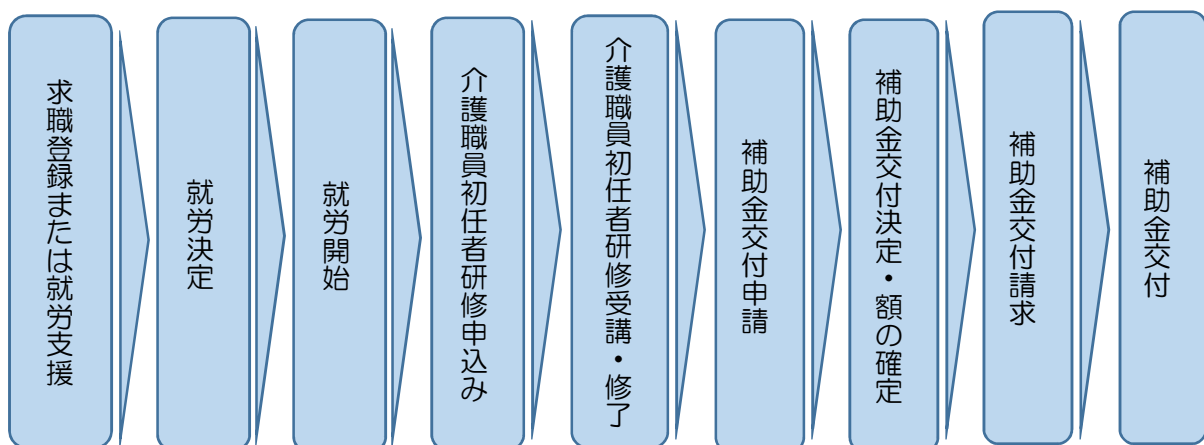 求職登録または就労支援
就労決定
就労開始
介護職員初任者研修申込み
介護職員初任者研修受講・修了
補助金交付申請
補助金交付決定・額の確定
補助金交付請求
補助金交付